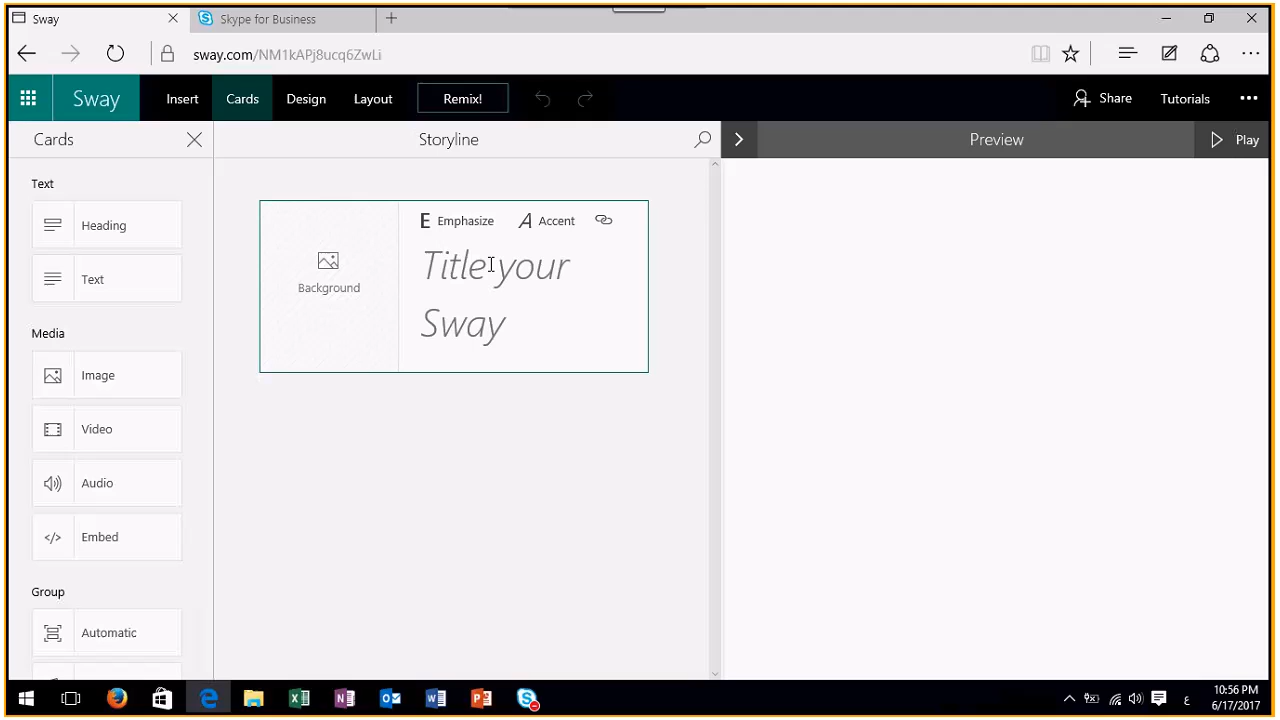 Sway
Skype for Business
sway.com/NM1kAPj8ucq6ZwLi
Sway
Insert
Cards
Design
Layout
Remix!
Share
Tutorials
Cards
Storyline
Preview
Play
Text
Heading
Text
Media
Image
Video
Audio
Embed
Group
Automatic
Background
E Emphasize
A Accent
Title your
Sway
ع
10:56 PM
6/17/2017